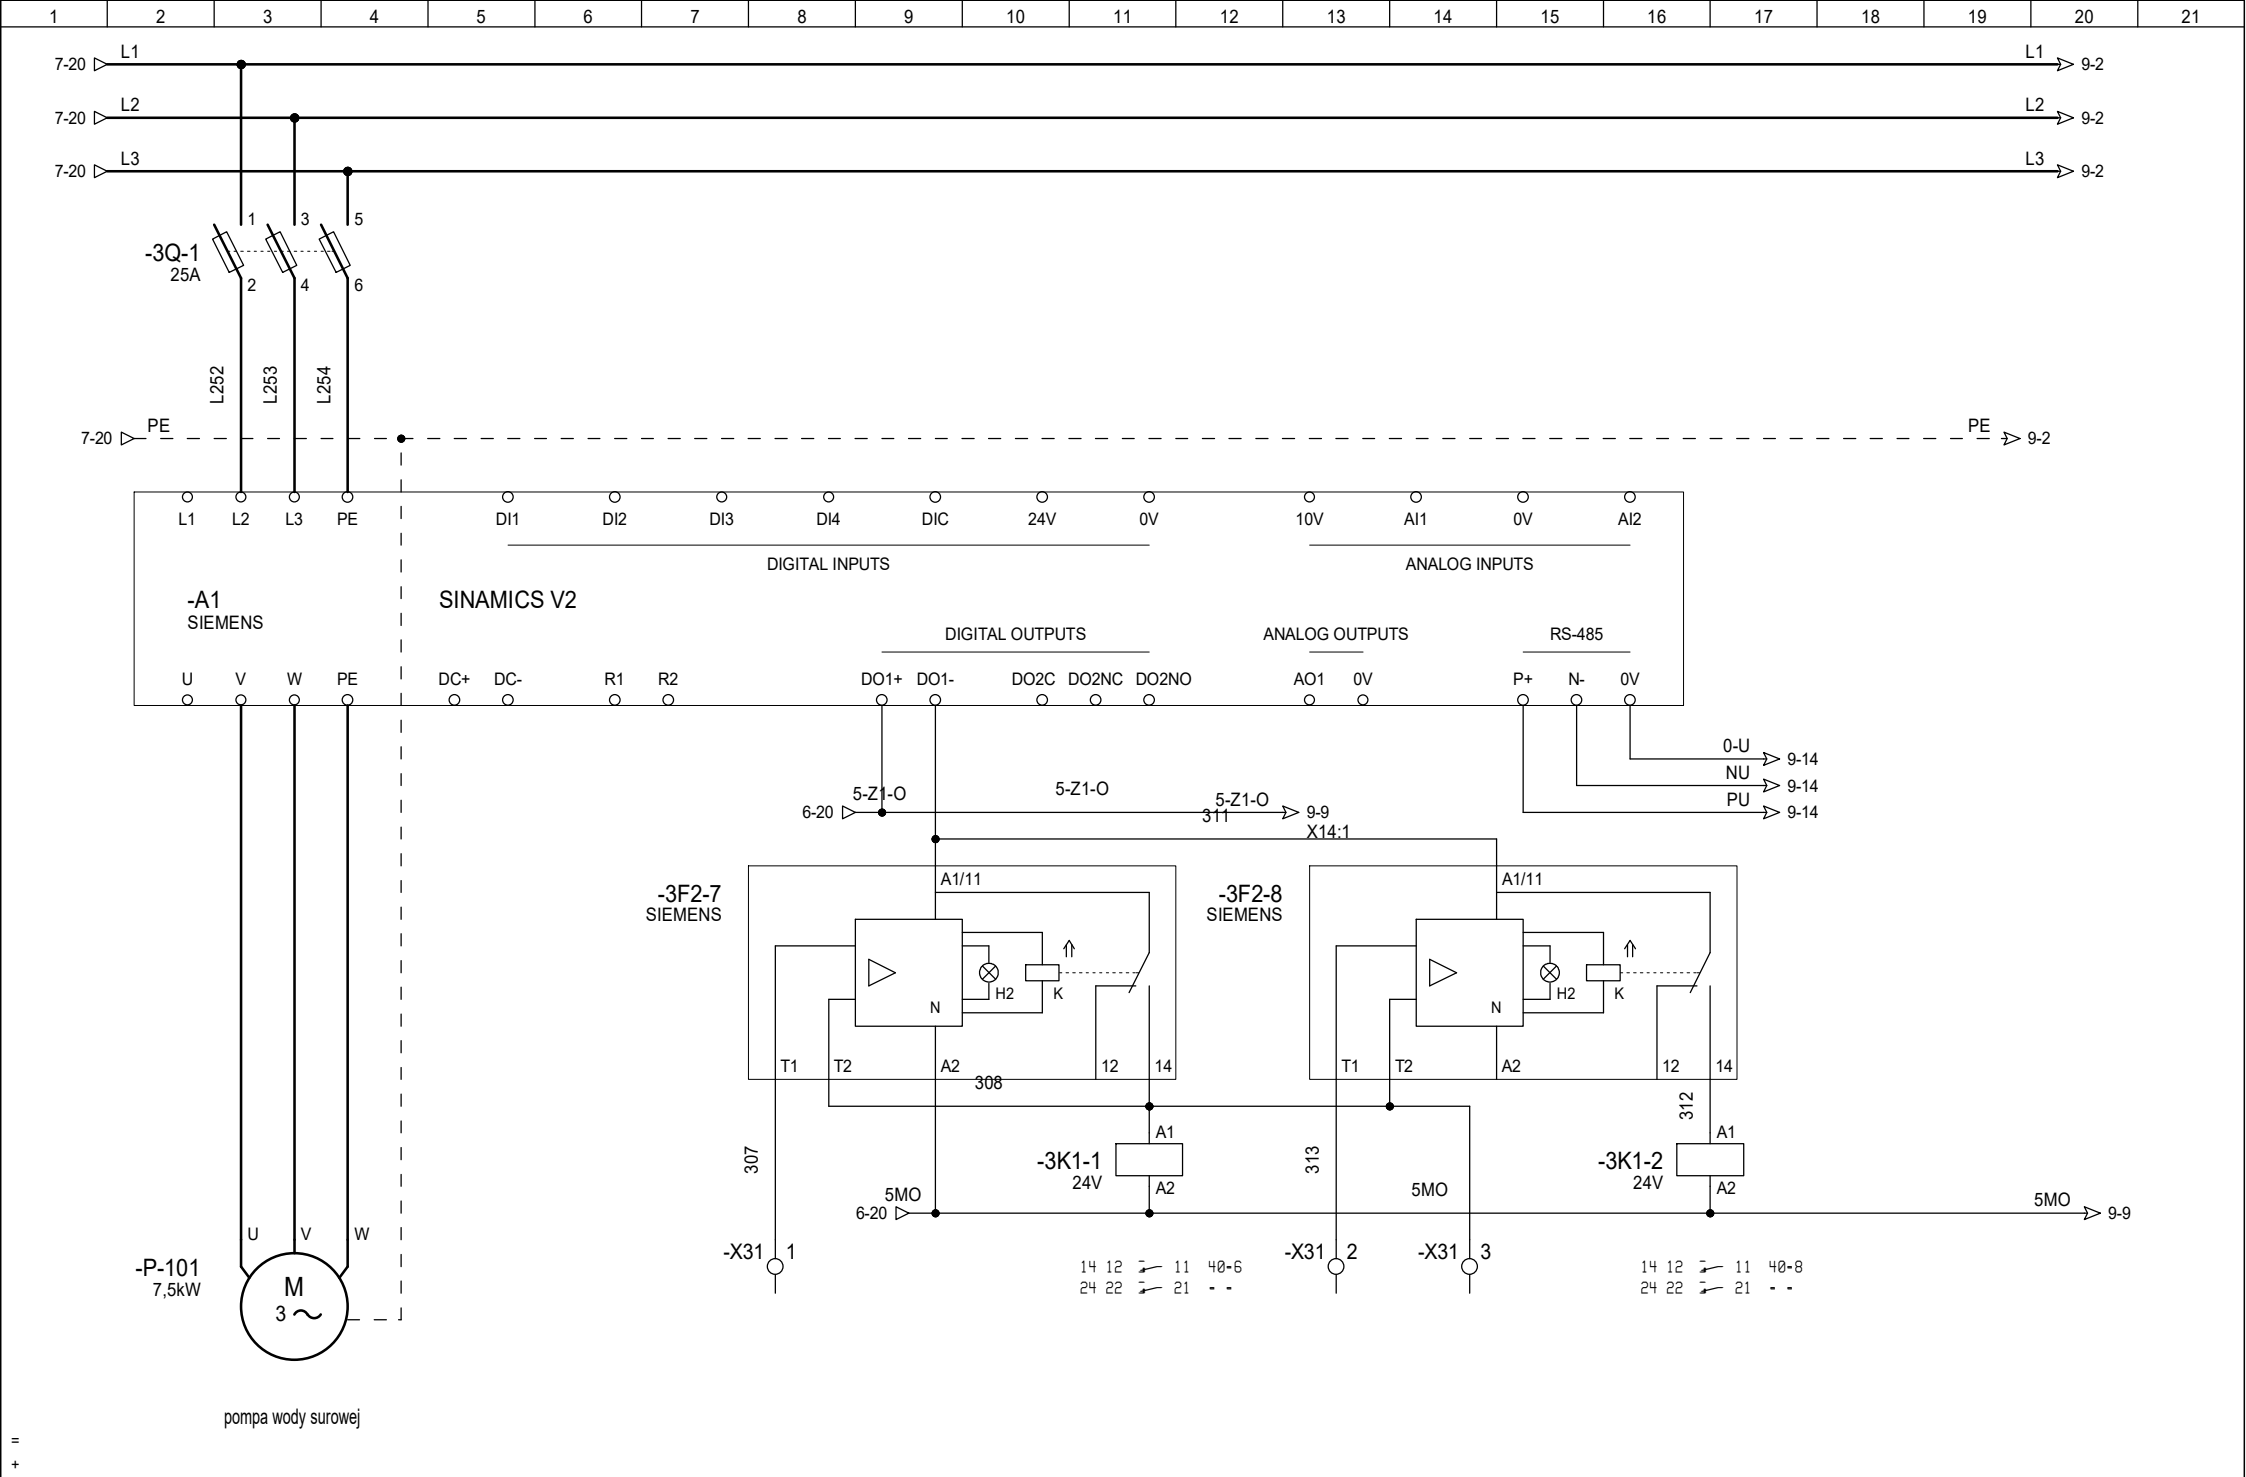 1 2 3 4 5 6 7 8 9 10 11 12 13 14 15 16 17 18 19 20 21
7-20 L1 L1 9-2
7-20 L2 L2 9-2
7-20 L3 L3 9-2
1 3 5
-3Q-1
25A
2 4 6
L252 L253 L254
7-20 PE PE 9-2
L1 L2 L3 PE DI1 DI2 DI3 DI4 DIC 24V 0V 10V AI1 0V AI2
DIGITAL INPUTS ANALOG INPUTS
-A1 SINAMICS V2
SIEMENS
DIGITAL OUTPUTS ANALOG OUTPUTS RS-485
U V W PE DC+ DC- R1 R2 DO1+ DO1- DO2C DO2NC DO2NO AO1 0V P+ N- 0V
0-U 9-14
NU 9-14
PU 9-14
5-Z1-O 5-Z1-O 5-Z1-O
6-20 311 9-9
X14:1
-3F2-7 A1/11 -3F2-8 A1/11
SIEMENS SIEMENS
H2 K H2 K
N N
T1 T2 A2 12 14 T1 T2 A2 12 14
308
312
A1 A1
307 -3K1-1 313 -3K1-2
24V 24V
A2 A2
5MO 5MO 5MO
6-20 9-9
U V W
-X31 1 -X31 2 -X31 3
-P-101
7,5kW
M
3
14 12 11 40-6 14 12 11 40-8
24 22 21 - - 24 22 21 - -
pompa wody surowej
=
+